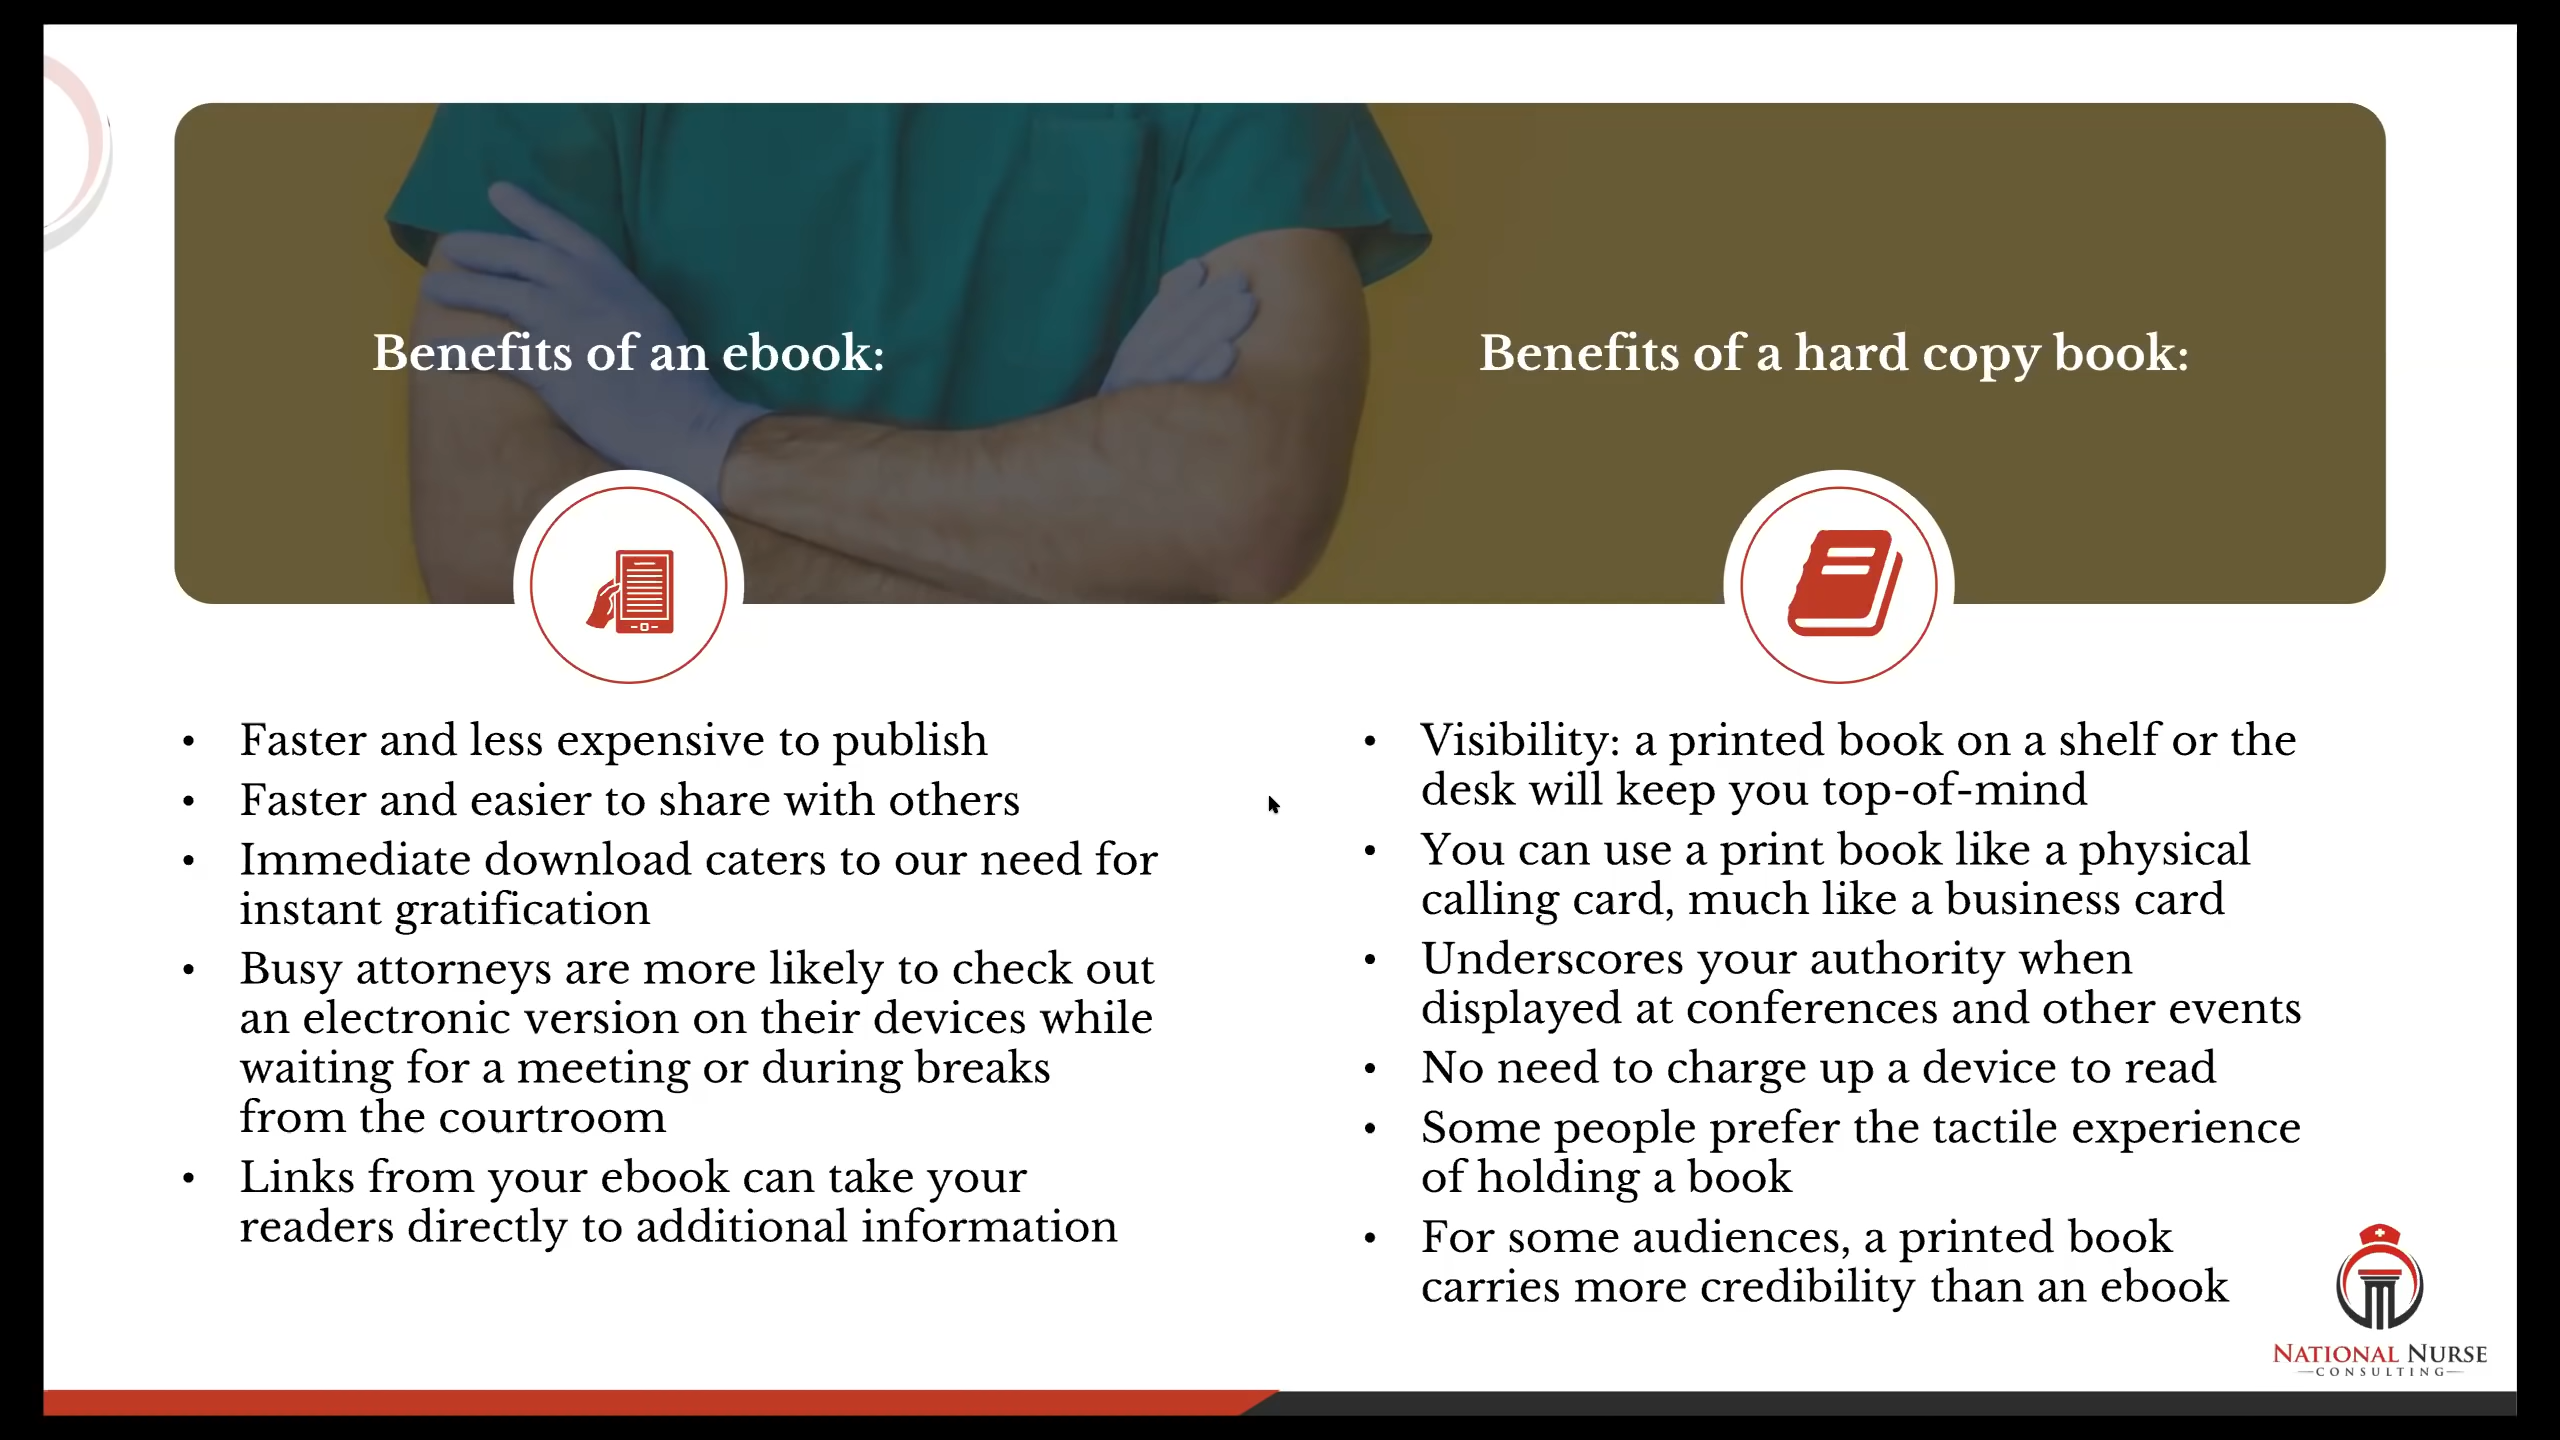 Benefits of an ebook:
• Faster and less expensive to publish
• Faster and easier to share with others
• Immediate download caters to our need for
instant gratification
• Busy attorneys are more likely to check out
an electronic version on their devices while
waiting for a meeting or during breaks
from the courtroom
• Links from your ebook can take your
readers directly to additional information
Benefits of a hard copy book:
• Visibility: a printed book on a shelf or the
desk will keep you top-of-mind
• You can use a print book like a physical
calling card, much like a business card
• Underscores your authority when
displayed at conferences and other events
• No need to charge up a device to read
• Some people prefer the tactile experience
of holding a book
• For some audiences, a printed book
carries more credibility than an ebook
NATIONAL NURSE
CONSULTING